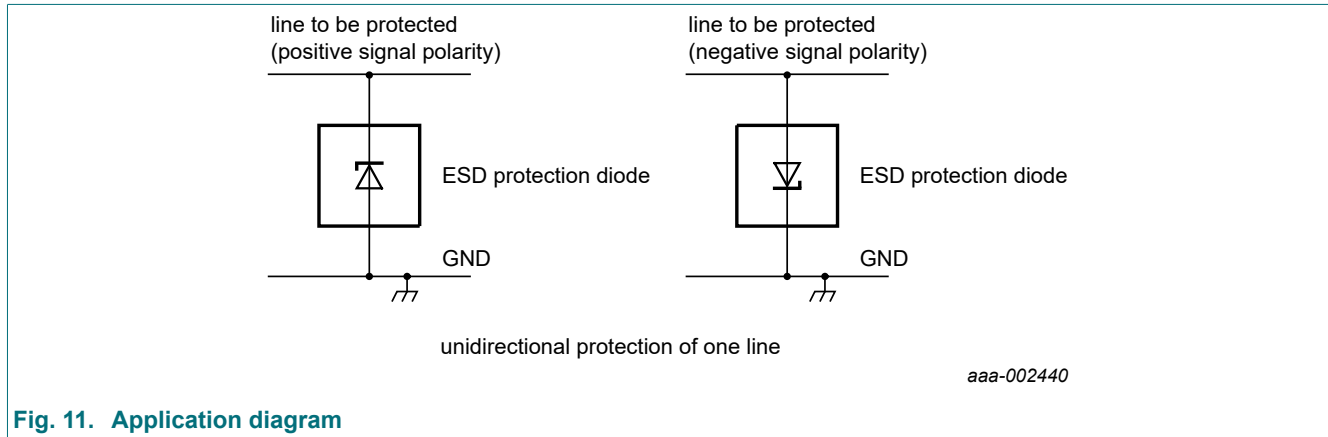 line to be protected
(positive signal polarity)
line to be protected
(negative signal polarity)
ESD protection diode
ESD protection diode
GND
GND
unidirectional protection of one line
aaa-002440
Fig. 11. Application diagram